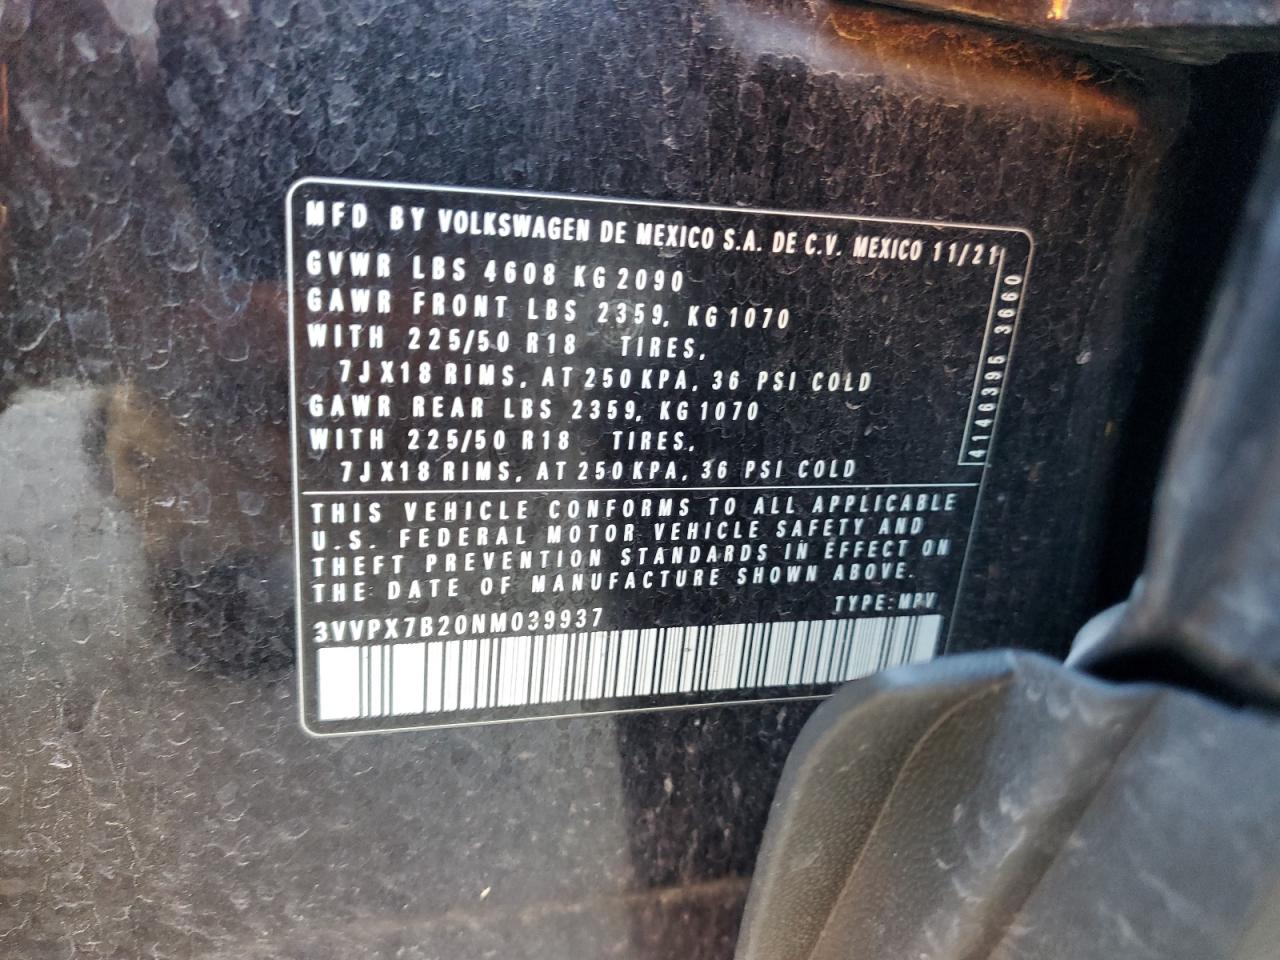 MFD BY VOLKSWAGEN DE MEXICO S.A. DE C.V. MEXICO 11/21
GVWR LBS 4608 KG 2090
GAWR FRONT LBS 2359, KG 1070
WITH 225/50 R18 TIRES,
7JX18 RIMS, AT 250 KPA, 36 PSI COLD
GAWR REAR LBS 2359, KG 1070
WITH 225/50 R18 TIRES,
7JX18 RIMS, AT 250 KPA, 36 PSI COLD
4146395 3660
THIS VEHICLE CONFORMS TO ALL APPLICABLE
U.S. FEDERAL MOTOR VEHICLE SAFETY AND
THEFT PREVENTION STANDARDS IN EFFECT ON
THE DATE OF MANUFACTURE SHOWN ABOVE.
TYPE: MPV
3VVPX7B20NM039937